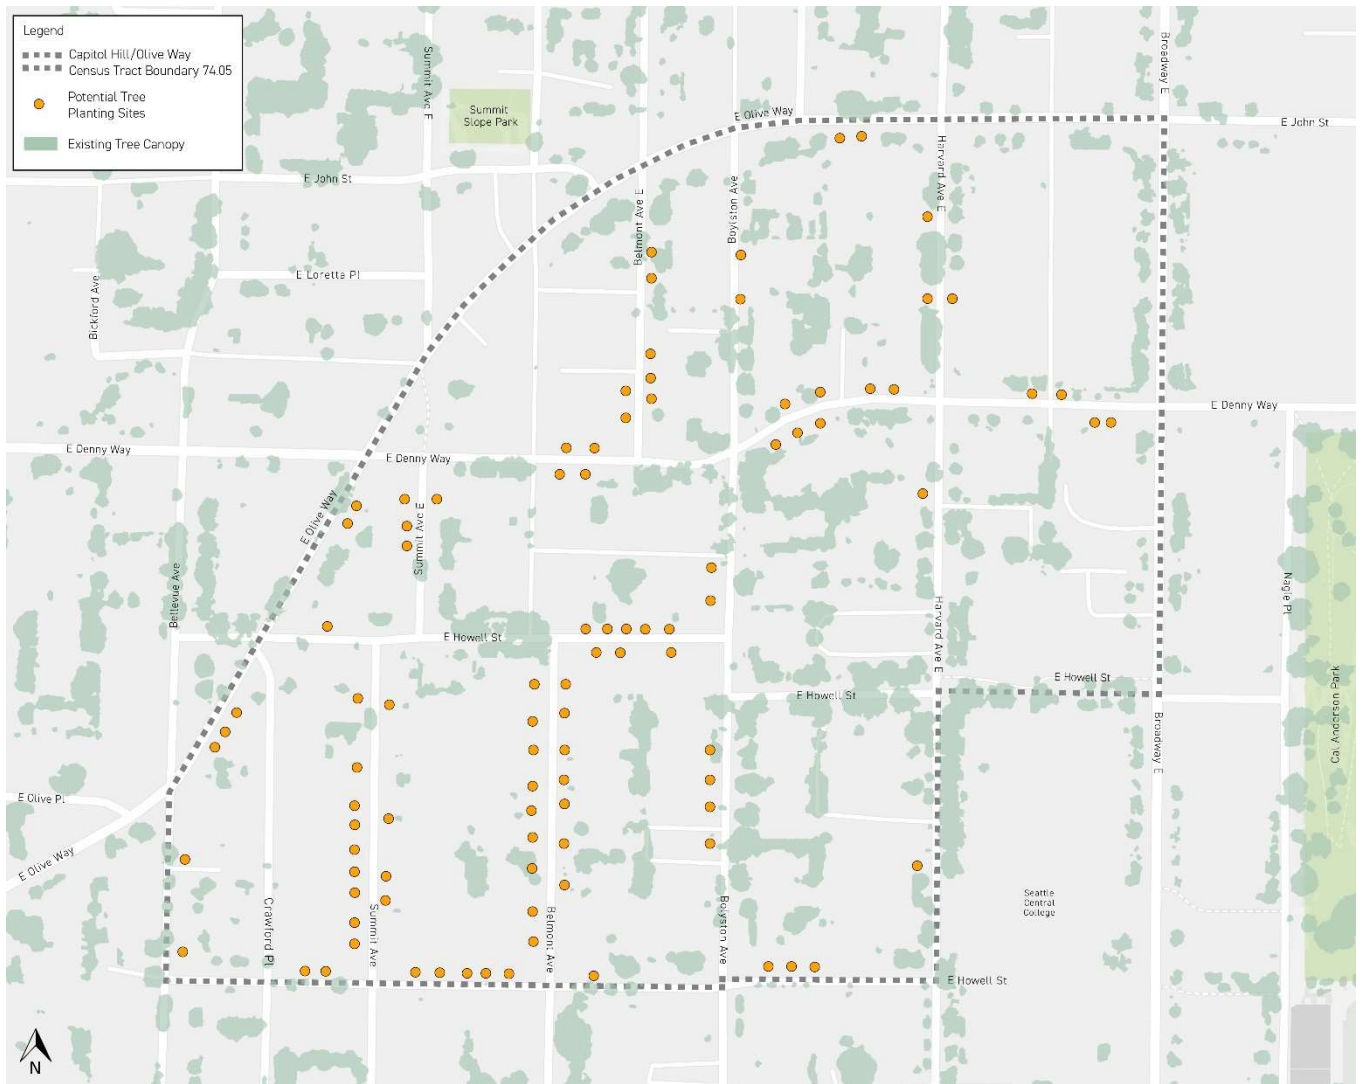 Legend
Capitol Hill/Olive Way
Census Tract Boundary 74.05
Potential Tree
Planting Sites
Existing Tree Canopy
Summit Ave E
Summit
Slope Park
E Olive Way
Broadway E
E John St
E John St
Harvard Ave E
Belmont Ave E
Boylston Ave
E Loretta Pl
Bickford Ave
E Denny Way
E Denny Way
E Denny Way
E Olive Way
Summit Ave E
Bellevue Ave
Nagle Pl
E Howell St
Harvard Ave E
E Howell St
E Howell St
Cal Anderson Park
Broadway E
E Olive Pl
E Olive Way
Crawford Pl
Summit Ave
Belmont Ave
Bolyston Ave
Seattle
Central
College
E Howell St
N